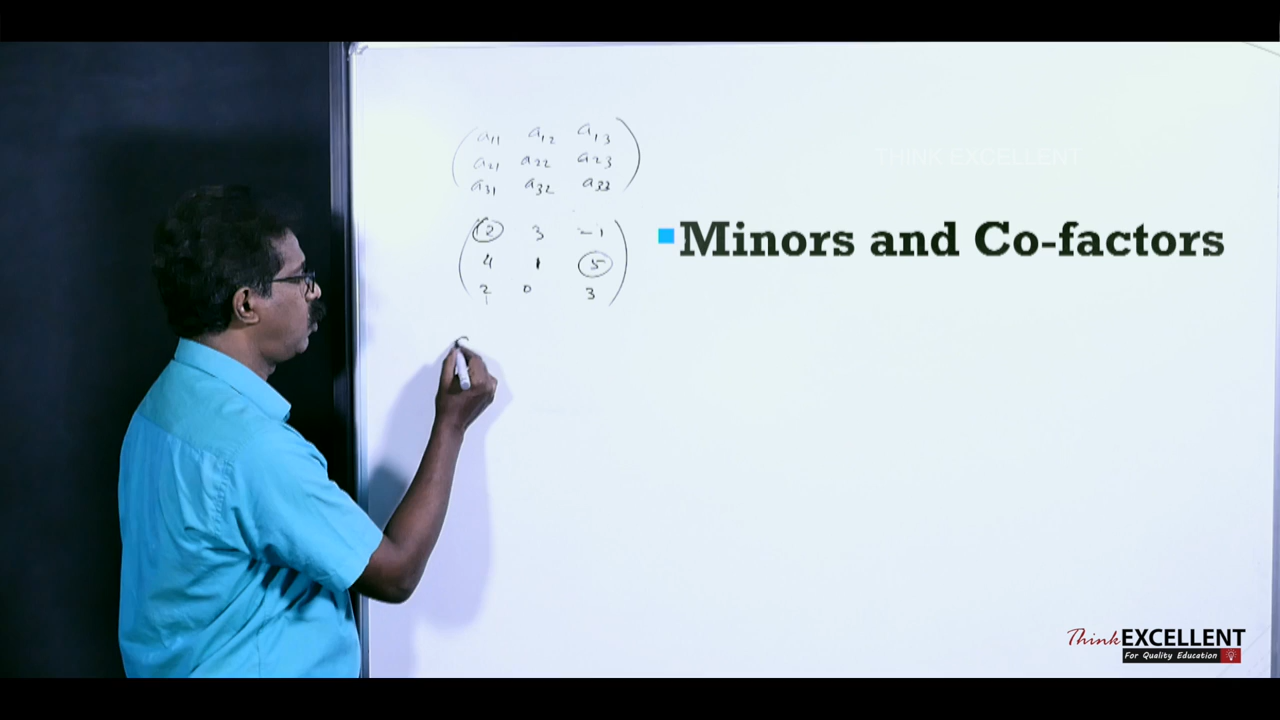 a11 a12 a13
a21 a22 a23
a31 a32 a33
2 3 -1
4 1 5
2 0 3
THINK EXCELLENT
▪Minors and Co-factors
Think EXCELLENT
For Quality Education